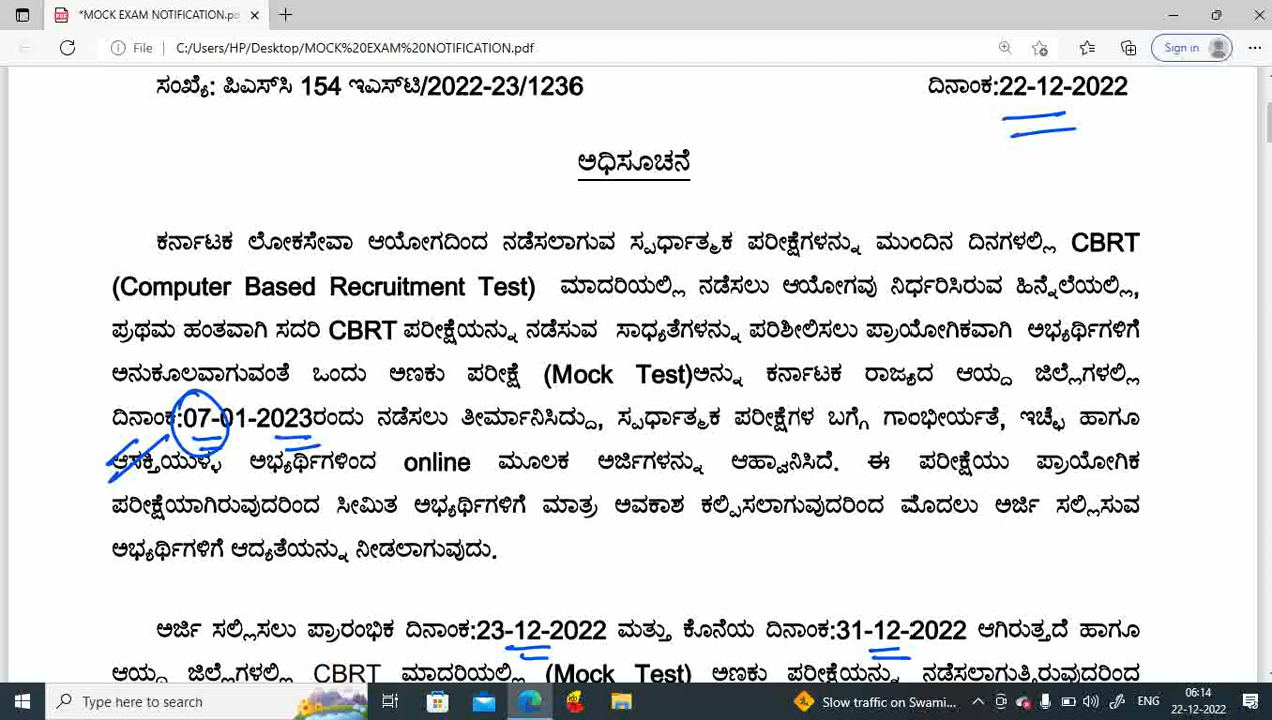 *MOCK EXAM NOTIFICATION.pd
File C:/Users/HP/Desktop/MOCK%20EXAM%20NOTIFICATION.pdf
Sign in
ಸಂಖ್ಯೆ: ಪಿಎಸ್‌ಸಿ 154 ಇಎಸ್‌ಟಿ/2022-23/1236 ದಿನಾಂಕ:22-12-2022
ಅಧಿಸೂಚನೆ
ಕರ್ನಾಟಕ ಲೋಕಸೇವಾ ಆಯೋಗದಿಂದ ನಡೆಸಲಾಗುವ ಸ್ಪರ್ಧಾತ್ಮಕ ಪರೀಕ್ಷೆಗಳನ್ನು ಮುಂದಿನ ದಿನಗಳಲ್ಲಿ CBRT
(Computer Based Recruitment Test) ಮಾದರಿಯಲ್ಲಿ ನಡೆಸಲು ಆಯೋಗವು ನಿರ್ಧರಿಸಿರುವ ಹಿನ್ನೆಲೆಯಲ್ಲಿ,
ಪ್ರಥಮ ಹಂತವಾಗಿ ಸದರಿ CBRT ಪರೀಕ್ಷೆಯನ್ನು ನಡೆಸುವ ಸಾಧ್ಯತೆಗಳನ್ನು ಪರಿಶೀಲಿಸಲು ಪ್ರಾಯೋಗಿಕವಾಗಿ ಅಭ್ಯರ್ಥಿಗಳಿಗೆ
ಅನುಕೂಲವಾಗುವಂತೆ ಒಂದು ಅಣಕು ಪರೀಕ್ಷೆ (Mock Test)ಅನ್ನು ಕರ್ನಾಟಕ ರಾಜ್ಯದ ಆಯ್ದ ಜಿಲ್ಲೆಗಳಲ್ಲಿ
ದಿನಾಂಕ:07-01-2023ರಂದು ನಡೆಸಲು ತೀರ್ಮಾನಿಸಿದ್ದು, ಸ್ಪರ್ಧಾತ್ಮಕ ಪರೀಕ್ಷೆಗಳ ಬಗ್ಗೆ ಗಾಂಭೀರ್ಯತೆ, ಇಚ್ಛೆ ಹಾಗೂ
ಆಸಕ್ತಿಯುಳ್ಳ ಅಭ್ಯರ್ಥಿಗಳಿಂದ online ಮೂಲಕ ಅರ್ಜಿಗಳನ್ನು ಆಹ್ವಾನಿಸಿದೆ. ಈ ಪರೀಕ್ಷೆಯು ಪ್ರಾಯೋಗಿಕ
ಪರೀಕ್ಷೆಯಾಗಿರುವುದರಿಂದ ಸೀಮಿತ ಅಭ್ಯರ್ಥಿಗಳಿಗೆ ಮಾತ್ರ ಅವಕಾಶ ಕಲ್ಪಿಸಲಾಗುವುದರಿಂದ ಮೊದಲು ಅರ್ಜಿ ಸಲ್ಲಿಸುವ
ಅಭ್ಯರ್ಥಿಗಳಿಗೆ ಆದ್ಯತೆಯನ್ನು ನೀಡಲಾಗುವುದು.
ಅರ್ಜಿ ಸಲ್ಲಿಸಲು ಪ್ರಾರಂಭಿಕ ದಿನಾಂಕ:23-12-2022 ಮತ್ತು ಕೊನೆಯ ದಿನಾಂಕ:31-12-2022 ಆಗಿರುತ್ತದೆ ಹಾಗೂ
ಆಯ್ದ ಜಿಲ್ಲೆಗಳಲ್ಲಿ CBRT ಮಾದರಿಯಲ್ಲಿ (Mock Test) ಅಣಕು ಪರೀಕ್ಷೆಯನ್ನು ನಡೆಸಲಾಗುತ್ತಿರುವುದರಿಂದ
Type here to search Slow traffic on Swami... ENG 06:14
22-12-2022